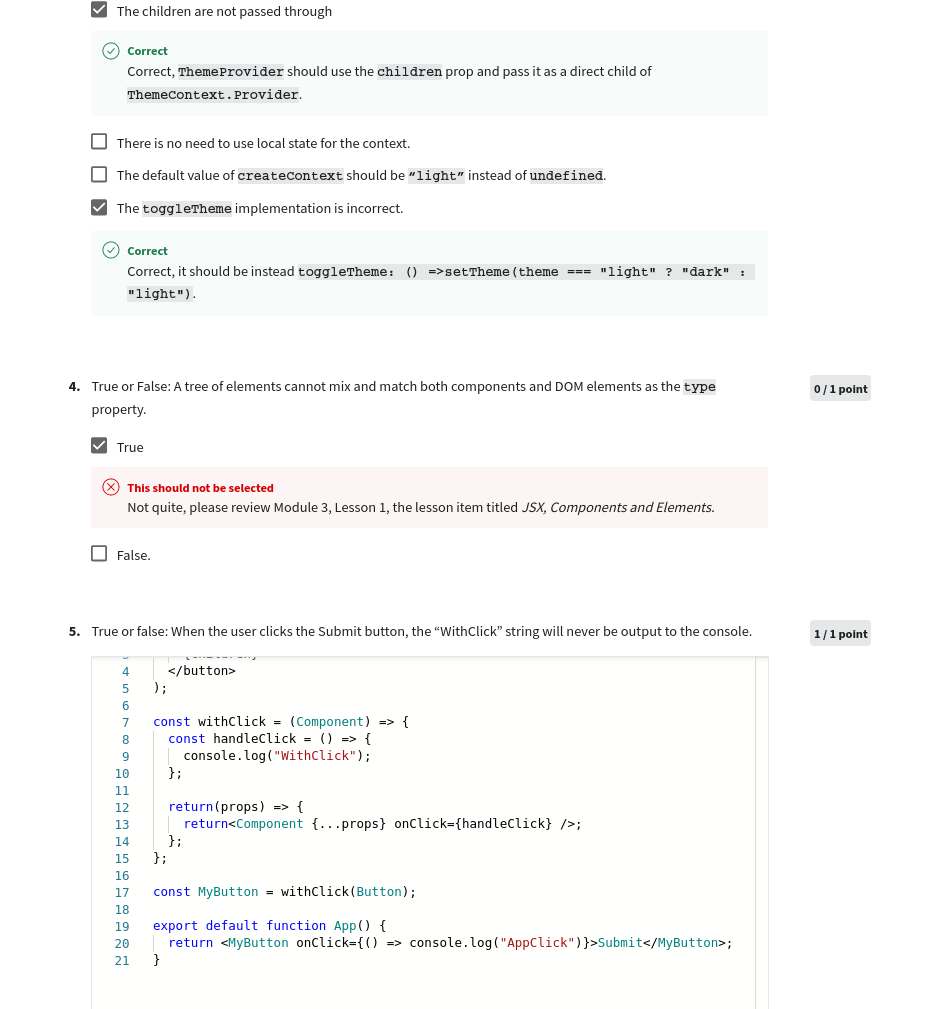 The children are not passed through
Correct
Correct, ThemeProvider should use the children prop and pass it as a direct child of
ThemeContext.Provider.
There is no need to use local state for the context.
The default value of createContext should be “light” instead of undefined.
The toggleTheme implementation is incorrect.
Correct
Correct, it should be instead toggleTheme: () =>setTheme(theme === "light" ? "dark" :
"light").
4. True or False: A tree of elements cannot mix and match both components and DOM elements as the type
property.
0 / 1 point
True
This should not be selected
Not quite, please review Module 3, Lesson 1, the lesson item titled JSX, Components and Elements.
False.
5. True or false: When the user clicks the Submit button, the “WithClick” string will never be output to the console.
1 / 1 point
4 </button>
5 );
6
7 const withClick = (Component) => {
8 const handleClick = () => {
9 console.log("WithClick");
10 };
11
12 return(props) => {
13 return<Component {...props} onClick={handleClick} />;
14 };
15 };
16
17 const MyButton = withClick(Button);
18
19 export default function App() {
20 return <MyButton onClick={() => console.log("AppClick")}>Submit</MyButton>;
21 }